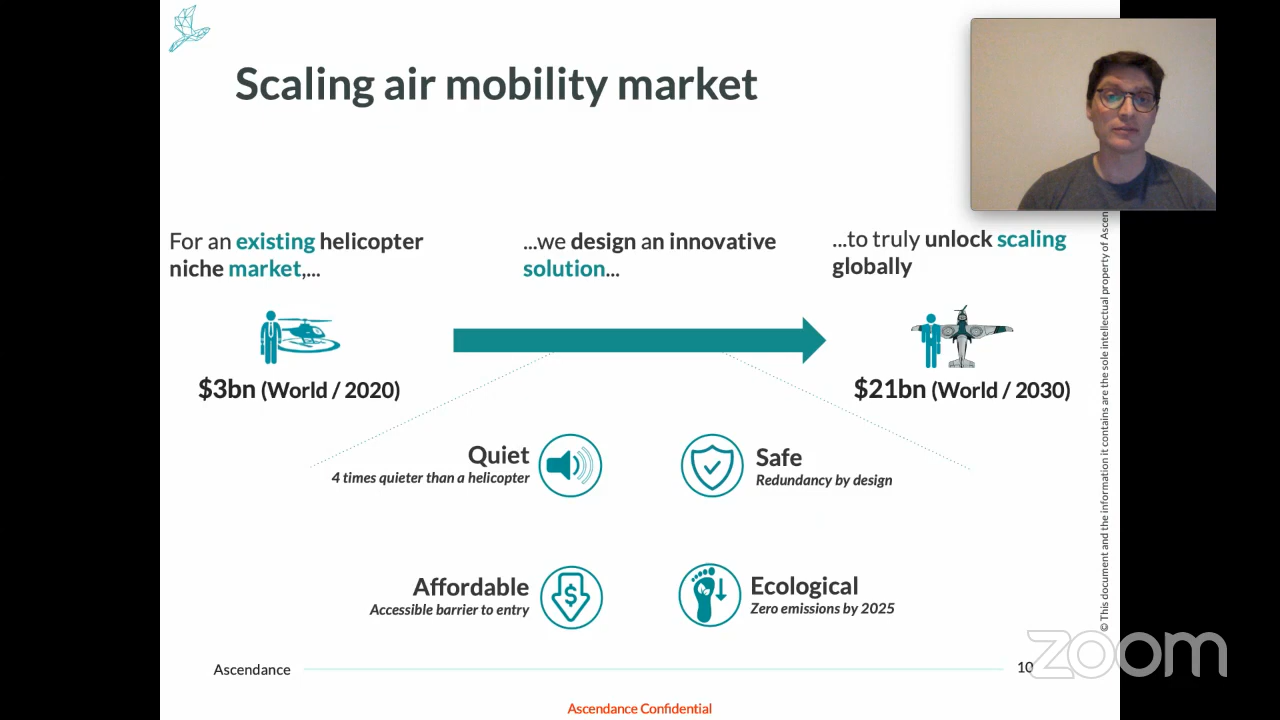 Scaling air mobility market
For an existing helicopter
niche market,...
...we design an innovative
solution...
...to truly unlock scaling
globally
$3bn (World / 2020)
$21bn (World / 2030)
Quiet
4 times quieter than a helicopter
Safe
Redundancy by design
Affordable
Accessible barrier to entry
Ecological
Zero emissions by 2025
© This document and the information it contains are the sole intellectual property of
Ascendance
10
Ascendance Confidential
zoom